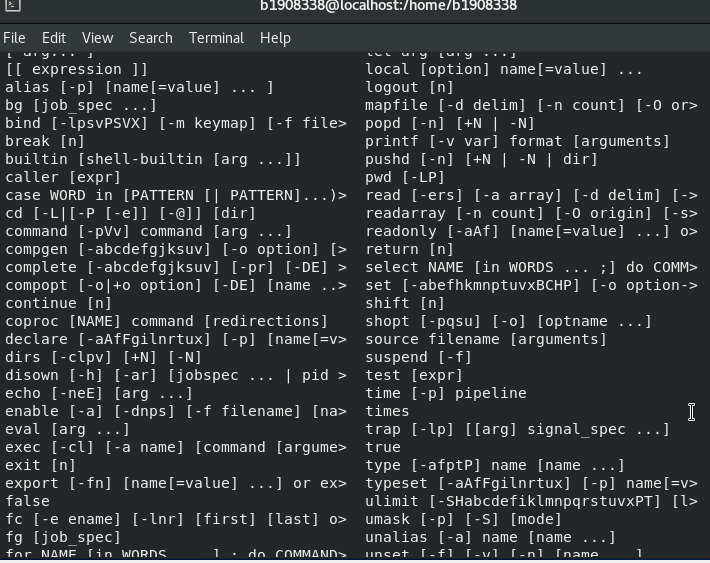 b1908338@localhost:/home/b1908338
File Edit View Search Terminal Help
[ arg... ] let arg [arg ...]
[[ expression ]] local [option] name[=value] ...
alias [-p] [name[=value] ... ] logout [n]
bg [job_spec ...] mapfile [-d delim] [-n count] [-O or>
bind [-lpsvPSVX] [-m keymap] [-f file> popd [-n] [+N | -N]
break [n] printf [-v var] format [arguments]
builtin [shell-builtin [arg ...]] pushd [-n] [+N | -N | dir]
caller [expr] pwd [-LP]
case WORD in [PATTERN [| PATTERN]...)> read [-ers] [-a array] [-d delim] [->
cd [-L|[-P [-e]] [-@]] [dir] readarray [-n count] [-O origin] [-s>
command [-pVv] command [arg ...] readonly [-aAf] [name[=value] ...] o>
compgen [-abcdefgjksuv] [-o option] [> return [n]
complete [-abcdefgjksuv] [-pr] [-DE] > select NAME [in WORDS ... ;] do COMM>
compopt [-o|+o option] [-DE] [name ..> set [-abefhkmnptuvxBCHP] [-o option->
continue [n] shift [n]
coproc [NAME] command [redirections] shopt [-pqsu] [-o] [optname ...]
declare [-aAfFgilnrtux] [-p] [name[=v> source filename [arguments]
dirs [-clpv] [+N] [-N] suspend [-f]
disown [-h] [-ar] [jobspec ... | pid > test [expr]
echo [-neE] [arg ...] time [-p] pipeline
enable [-a] [-dnps] [-f filename] [na> times
eval [arg ...] trap [-lp] [[arg] signal_spec ...]
exec [-cl] [-a name] [command [argume> true
exit [n] type [-afptP] name [name ...]
export [-fn] [name[=value] ...] or ex> typeset [-aAfFgilnrtux] [-p] name[=v>
false ulimit [-SHabcdefiklmnpqrstuvxPT] [l>
fc [-e ename] [-lnr] [first] [last] o> umask [-p] [-S] [mode]
fg [job_spec] unalias [-a] name [name ...]
for NAME [in WORDS ... ] ; do COMMAND> unset [-f] [-v] [-n] [name ...]